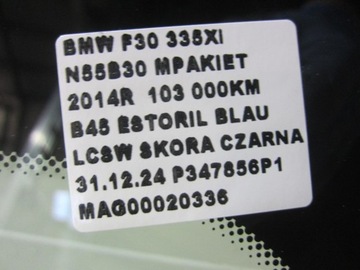 BMW F30 335XI
N55B30 MPAKIET
2014R 103 000KM
B45 ESTORIL BLAU
LCSW SKORA CZARNA
31.12.24 P347856P1
MAG00020336